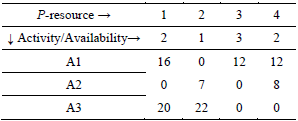 P-resource → 1 2 3 4
↓ Activity/Availability→ 2 1 3 2
A1 16 0 12 12
A2 0 7 0 8
A3 20 22 0 0